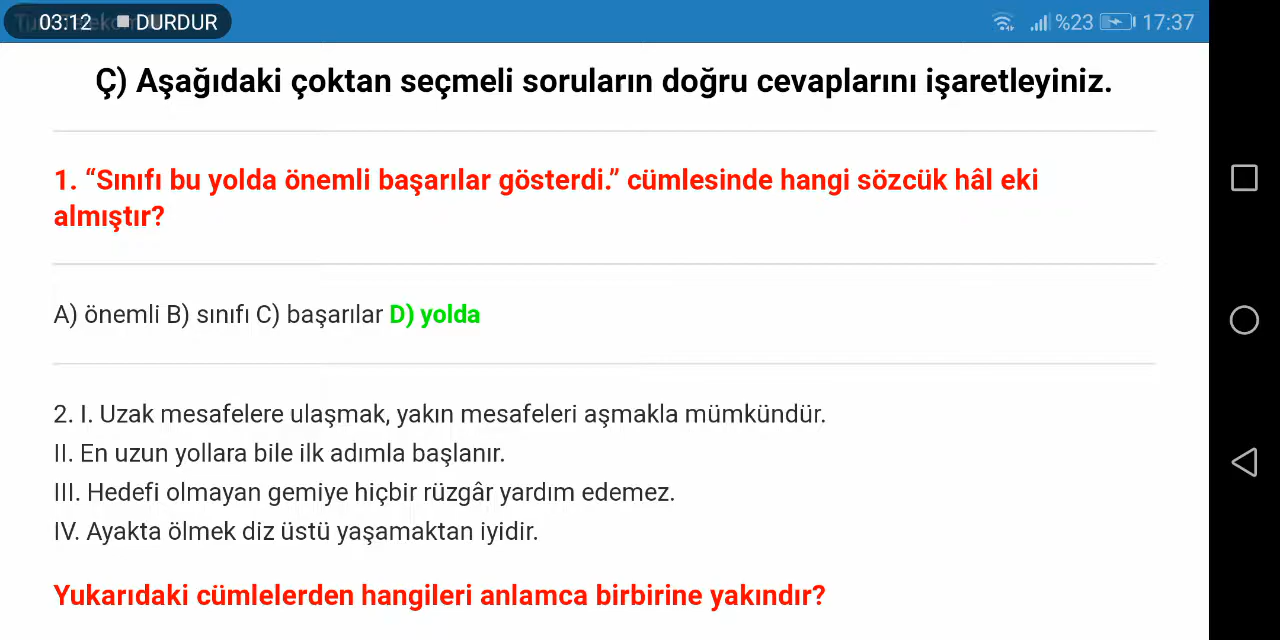 03:12 DURDUR %23 17:37
Ç) Aşağıdaki çoktan seçmeli soruların doğru cevaplarını işaretleyiniz.
1. “Sınıfı bu yolda önemli başarılar gösterdi.” cümlesinde hangi sözcük hâl eki
almıştır?
A) önemli B) sınıfı C) başarılar D) yolda
2. I. Uzak mesafelere ulaşmak, yakın mesafeleri aşmakla mümkündür.
II. En uzun yollara bile ilk adımla başlanır.
III. Hedefi olmayan gemiye hiçbir rüzgâr yardım edemez.
IV. Ayakta ölmek diz üstü yaşamaktan iyidir.
Yukarıdaki cümlelerden hangileri anlamca birbirine yakındır?